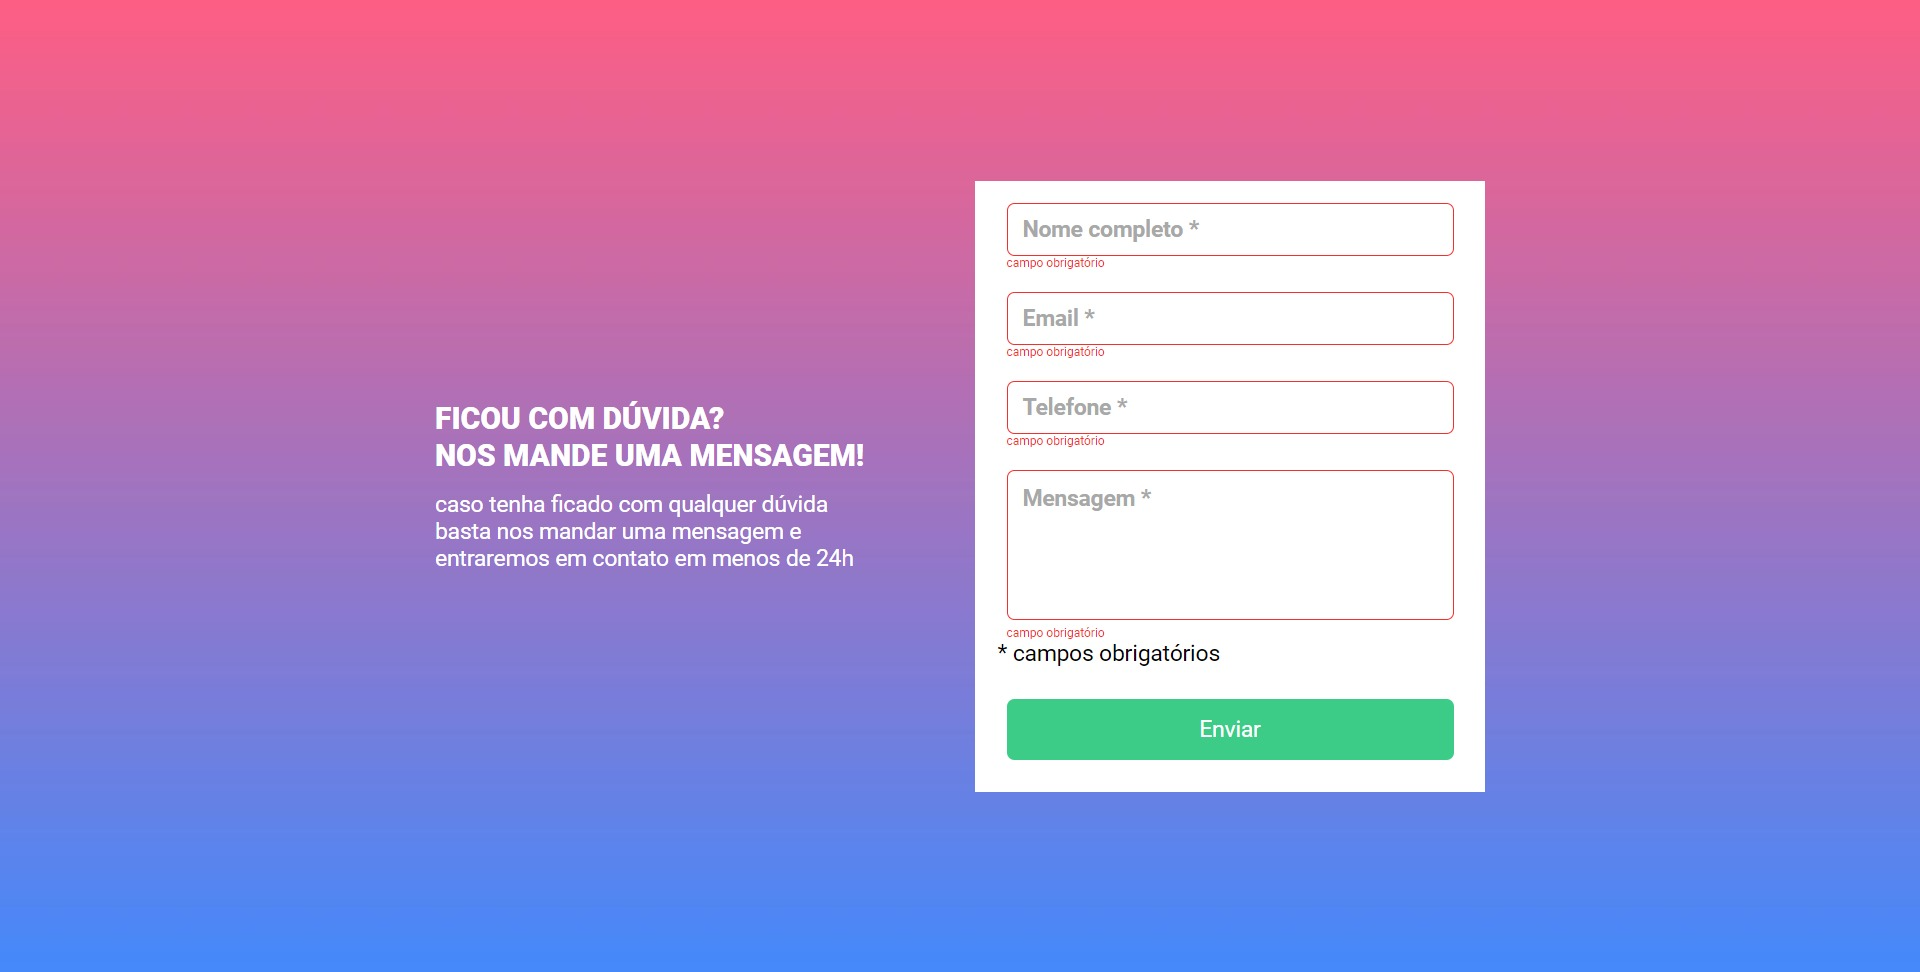 FICOU COM DÚVIDA?
NOS MANDE UMA MENSAGEM!
caso tenha ficado com qualquer dúvida
basta nos mandar uma mensagem e
entraremos em contato em menos de 24h
Nome completo *
campo obrigatório
Email *
campo obrigatório
Telefone *
campo obrigatório
Mensagem *
campo obrigatório
* campos obrigatórios
Enviar